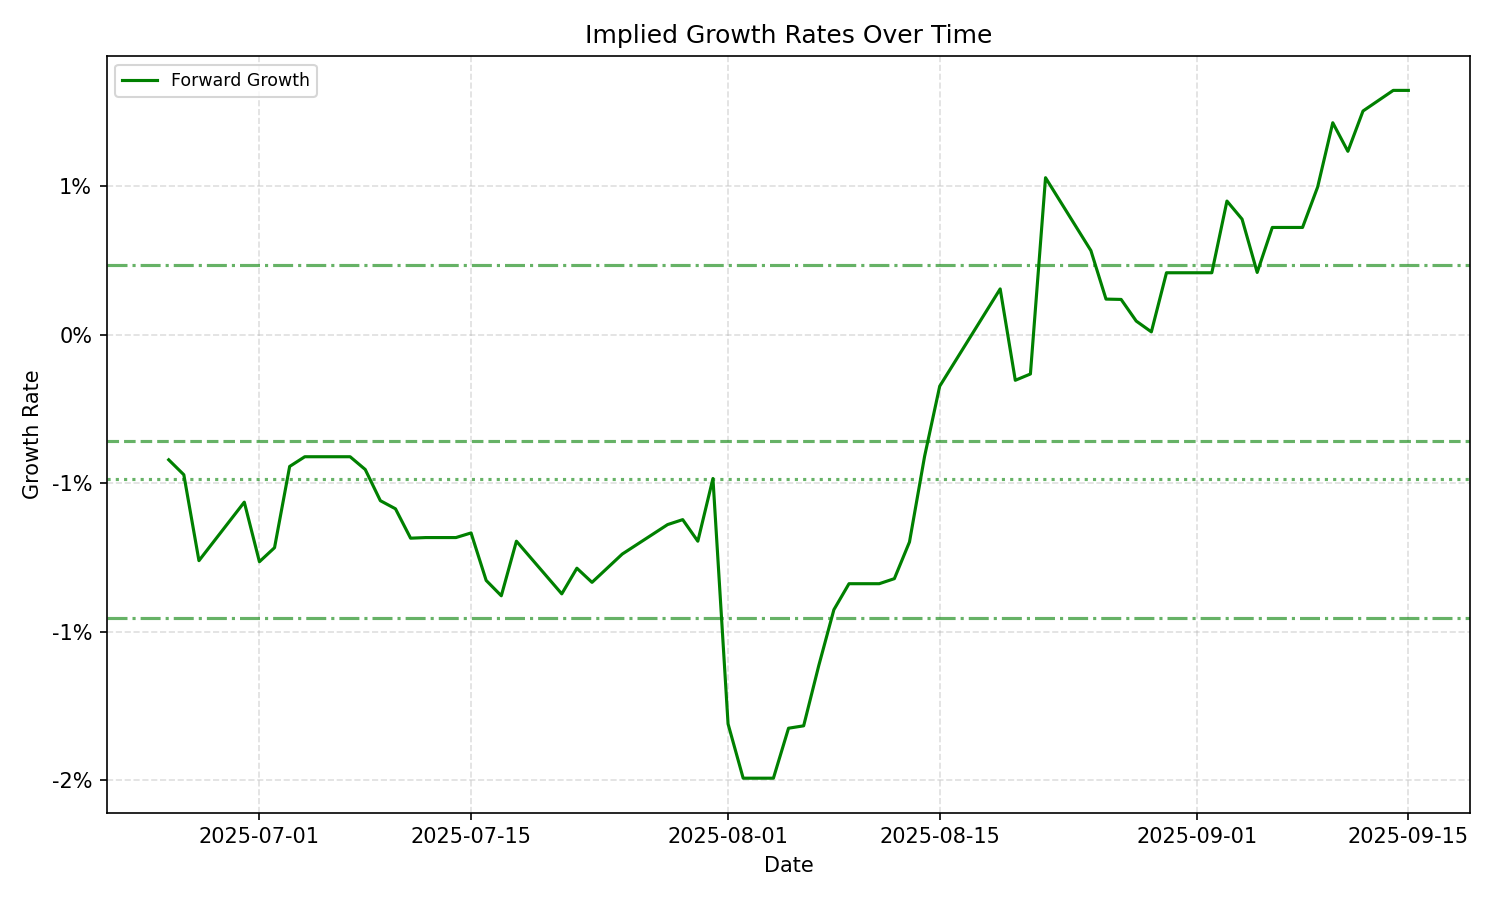 Implied Growth Rates Over Time
Forward Growth
Growth Rate
1%
0%
-1%
-1%
-2%
2025-07-01
2025-07-15
2025-08-01
2025-08-15
2025-09-01
2025-09-15
Date